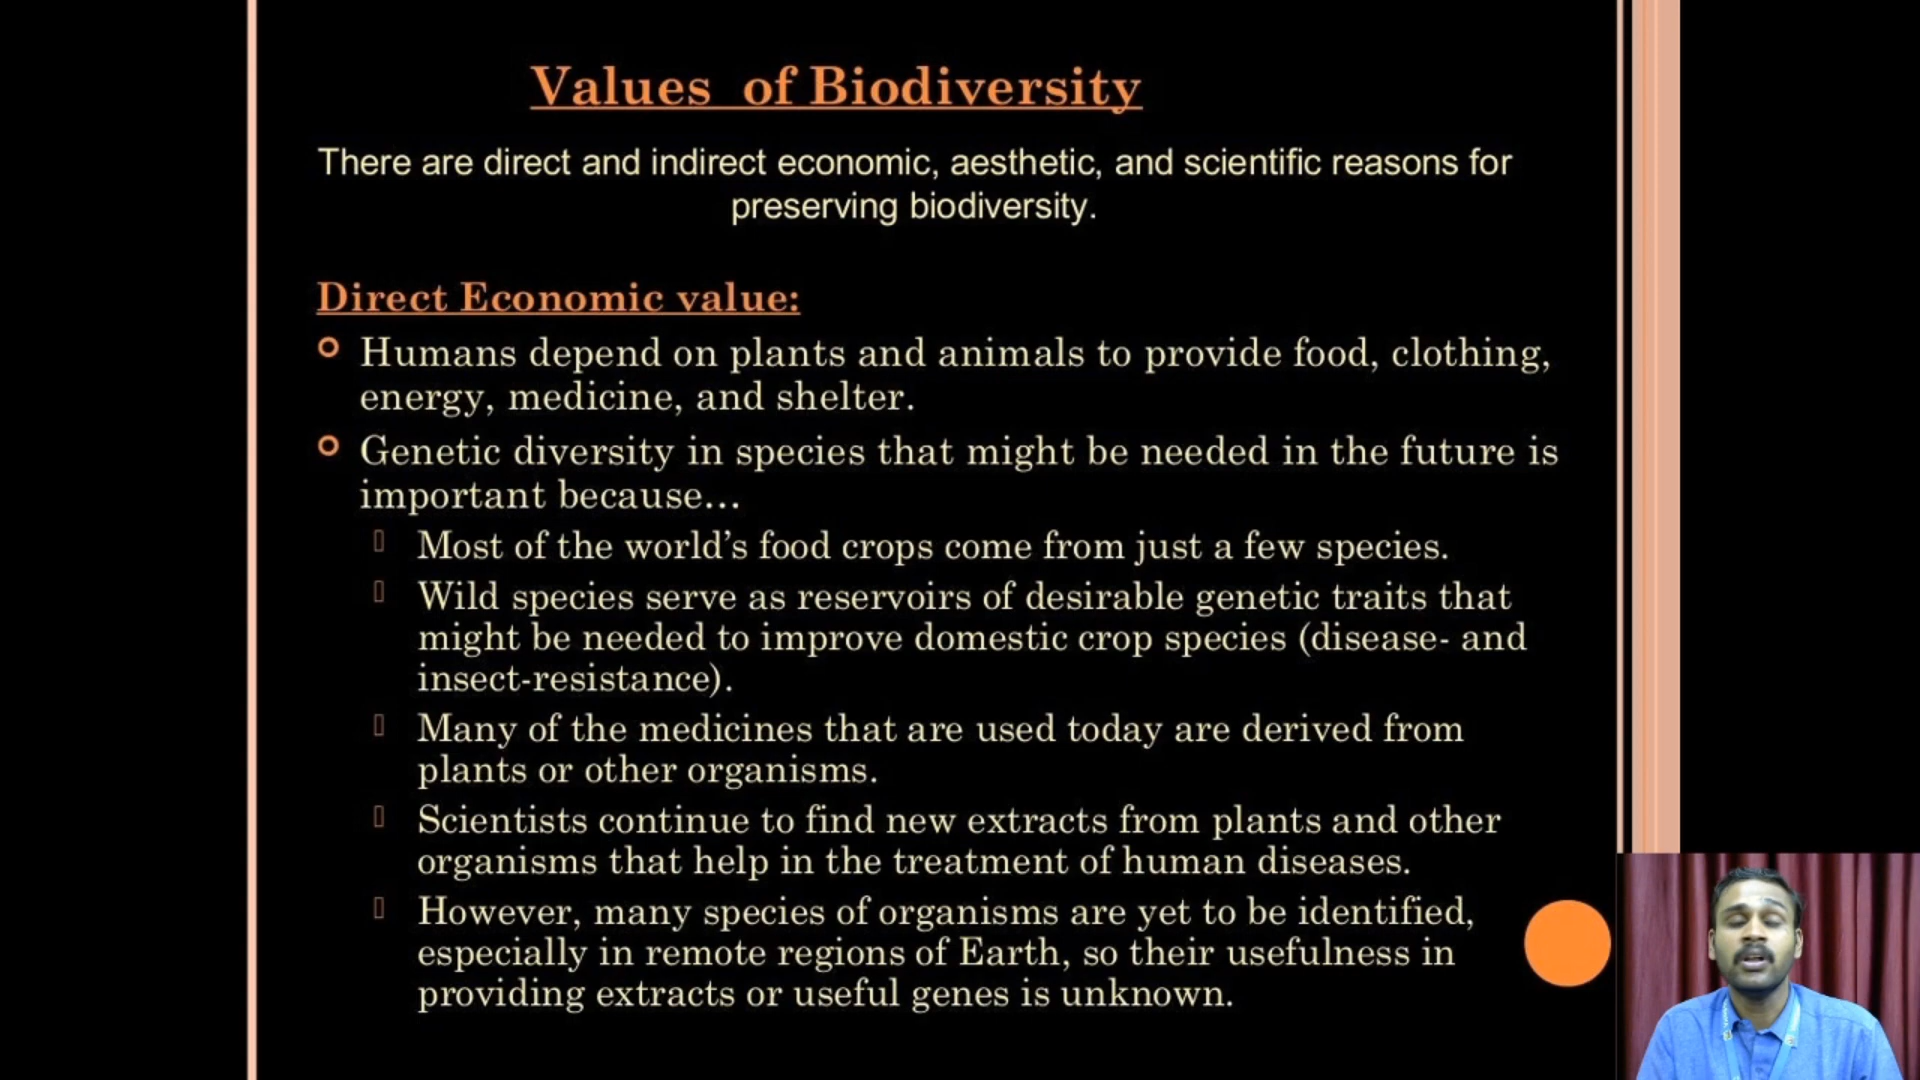 Values of Biodiversity
There are direct and indirect economic, aesthetic, and scientific reasons for
preserving biodiversity.
Direct Economic value:
Humans depend on plants and animals to provide food, clothing,
energy, medicine, and shelter.
Genetic diversity in species that might be needed in the future is
important because…
Most of the world’s food crops come from just a few species.
Wild species serve as reservoirs of desirable genetic traits that
might be needed to improve domestic crop species (disease- and
insect-resistance).
Many of the medicines that are used today are derived from
plants or other organisms.
Scientists continue to find new extracts from plants and other
organisms that help in the treatment of human diseases.
However, many species of organisms are yet to be identified,
especially in remote regions of Earth, so their usefulness in
providing extracts or useful genes is unknown.